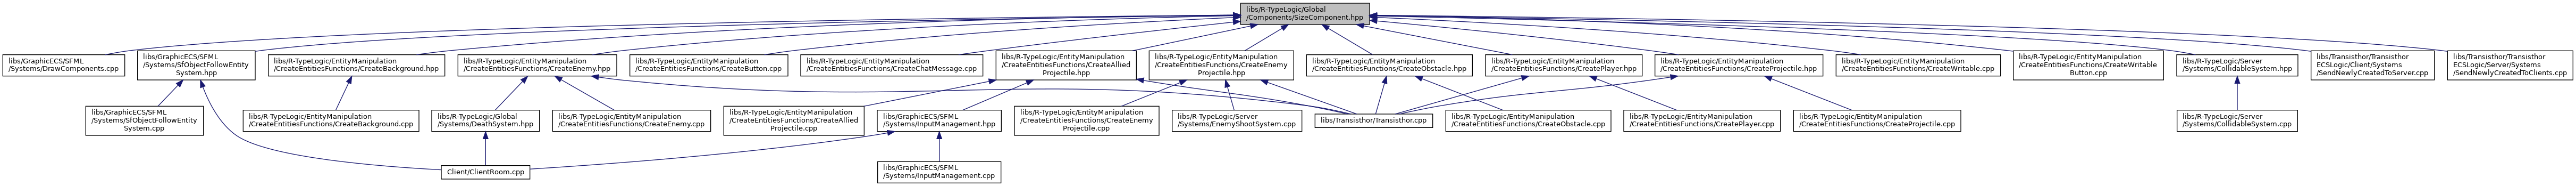 libs/R-TypeLogic/Global
/Components/SizeComponent.hpp
libs/GraphicECS/SFML
/Systems/DrawComponents.cpp
libs/GraphicECS/SFML
/Systems/SfObjectFollowEntity
System.hpp
libs/R-TypeLogic/EntityManipulation
/CreateEntitiesFunctions/CreateBackground.hpp
libs/R-TypeLogic/EntityManipulation
/CreateEntitiesFunctions/CreateEnemy.hpp
libs/R-TypeLogic/EntityManipulation
/CreateEntitiesFunctions/CreateButton.cpp
libs/R-TypeLogic/EntityManipulation
/CreateEntitiesFunctions/CreateChatMessage.cpp
libs/R-TypeLogic/EntityManipulation
/CreateEntitiesFunctions/CreateAllied
Projectile.hpp
libs/R-TypeLogic/EntityManipulation
/CreateEntitiesFunctions/CreateEnemy
Projectile.hpp
libs/R-TypeLogic/EntityManipulation
/CreateEntitiesFunctions/CreateObstacle.hpp
libs/R-TypeLogic/EntityManipulation
/CreateEntitiesFunctions/CreatePlayer.hpp
libs/R-TypeLogic/EntityManipulation
/CreateEntitiesFunctions/CreateProjectile.hpp
libs/R-TypeLogic/EntityManipulation
/CreateEntitiesFunctions/CreateWritable.cpp
libs/R-TypeLogic/EntityManipulation
/CreateEntitiesFunctions/CreateWritable
Button.cpp
libs/R-TypeLogic/Server
/Systems/CollidableSystem.hpp
libs/Transisthor/Transisthor
ECSLogic/Client/Systems
/SendNewlyCreatedToServer.cpp
libs/Transisthor/Transisthor
ECSLogic/Server/Systems
/SendNewlyCreatedToClients.cpp
libs/GraphicECS/SFML
/Systems/SfObjectFollowEntity
System.cpp
libs/R-TypeLogic/EntityManipulation
/CreateEntitiesFunctions/CreateBackground.cpp
libs/R-TypeLogic/Global
/Systems/DeathSystem.hpp
libs/R-TypeLogic/EntityManipulation
/CreateEntitiesFunctions/CreateEnemy.cpp
libs/R-TypeLogic/EntityManipulation
/CreateEntitiesFunctions/CreateAllied
Projectile.cpp
libs/GraphicECS/SFML
/Systems/InputManagement.hpp
libs/R-TypeLogic/EntityManipulation
/CreateEntitiesFunctions/CreateEnemy
Projectile.cpp
libs/R-TypeLogic/Server
/Systems/EnemyShootSystem.cpp
libs/Transisthor/Transisthor.cpp
libs/R-TypeLogic/EntityManipulation
/CreateEntitiesFunctions/CreateObstacle.cpp
libs/R-TypeLogic/EntityManipulation
/CreateEntitiesFunctions/CreatePlayer.cpp
libs/R-TypeLogic/EntityManipulation
/CreateEntitiesFunctions/CreateProjectile.cpp
libs/R-TypeLogic/Server
/Systems/CollidableSystem.cpp
Client/ClientRoom.cpp
libs/GraphicECS/SFML
/Systems/InputManagement.cpp